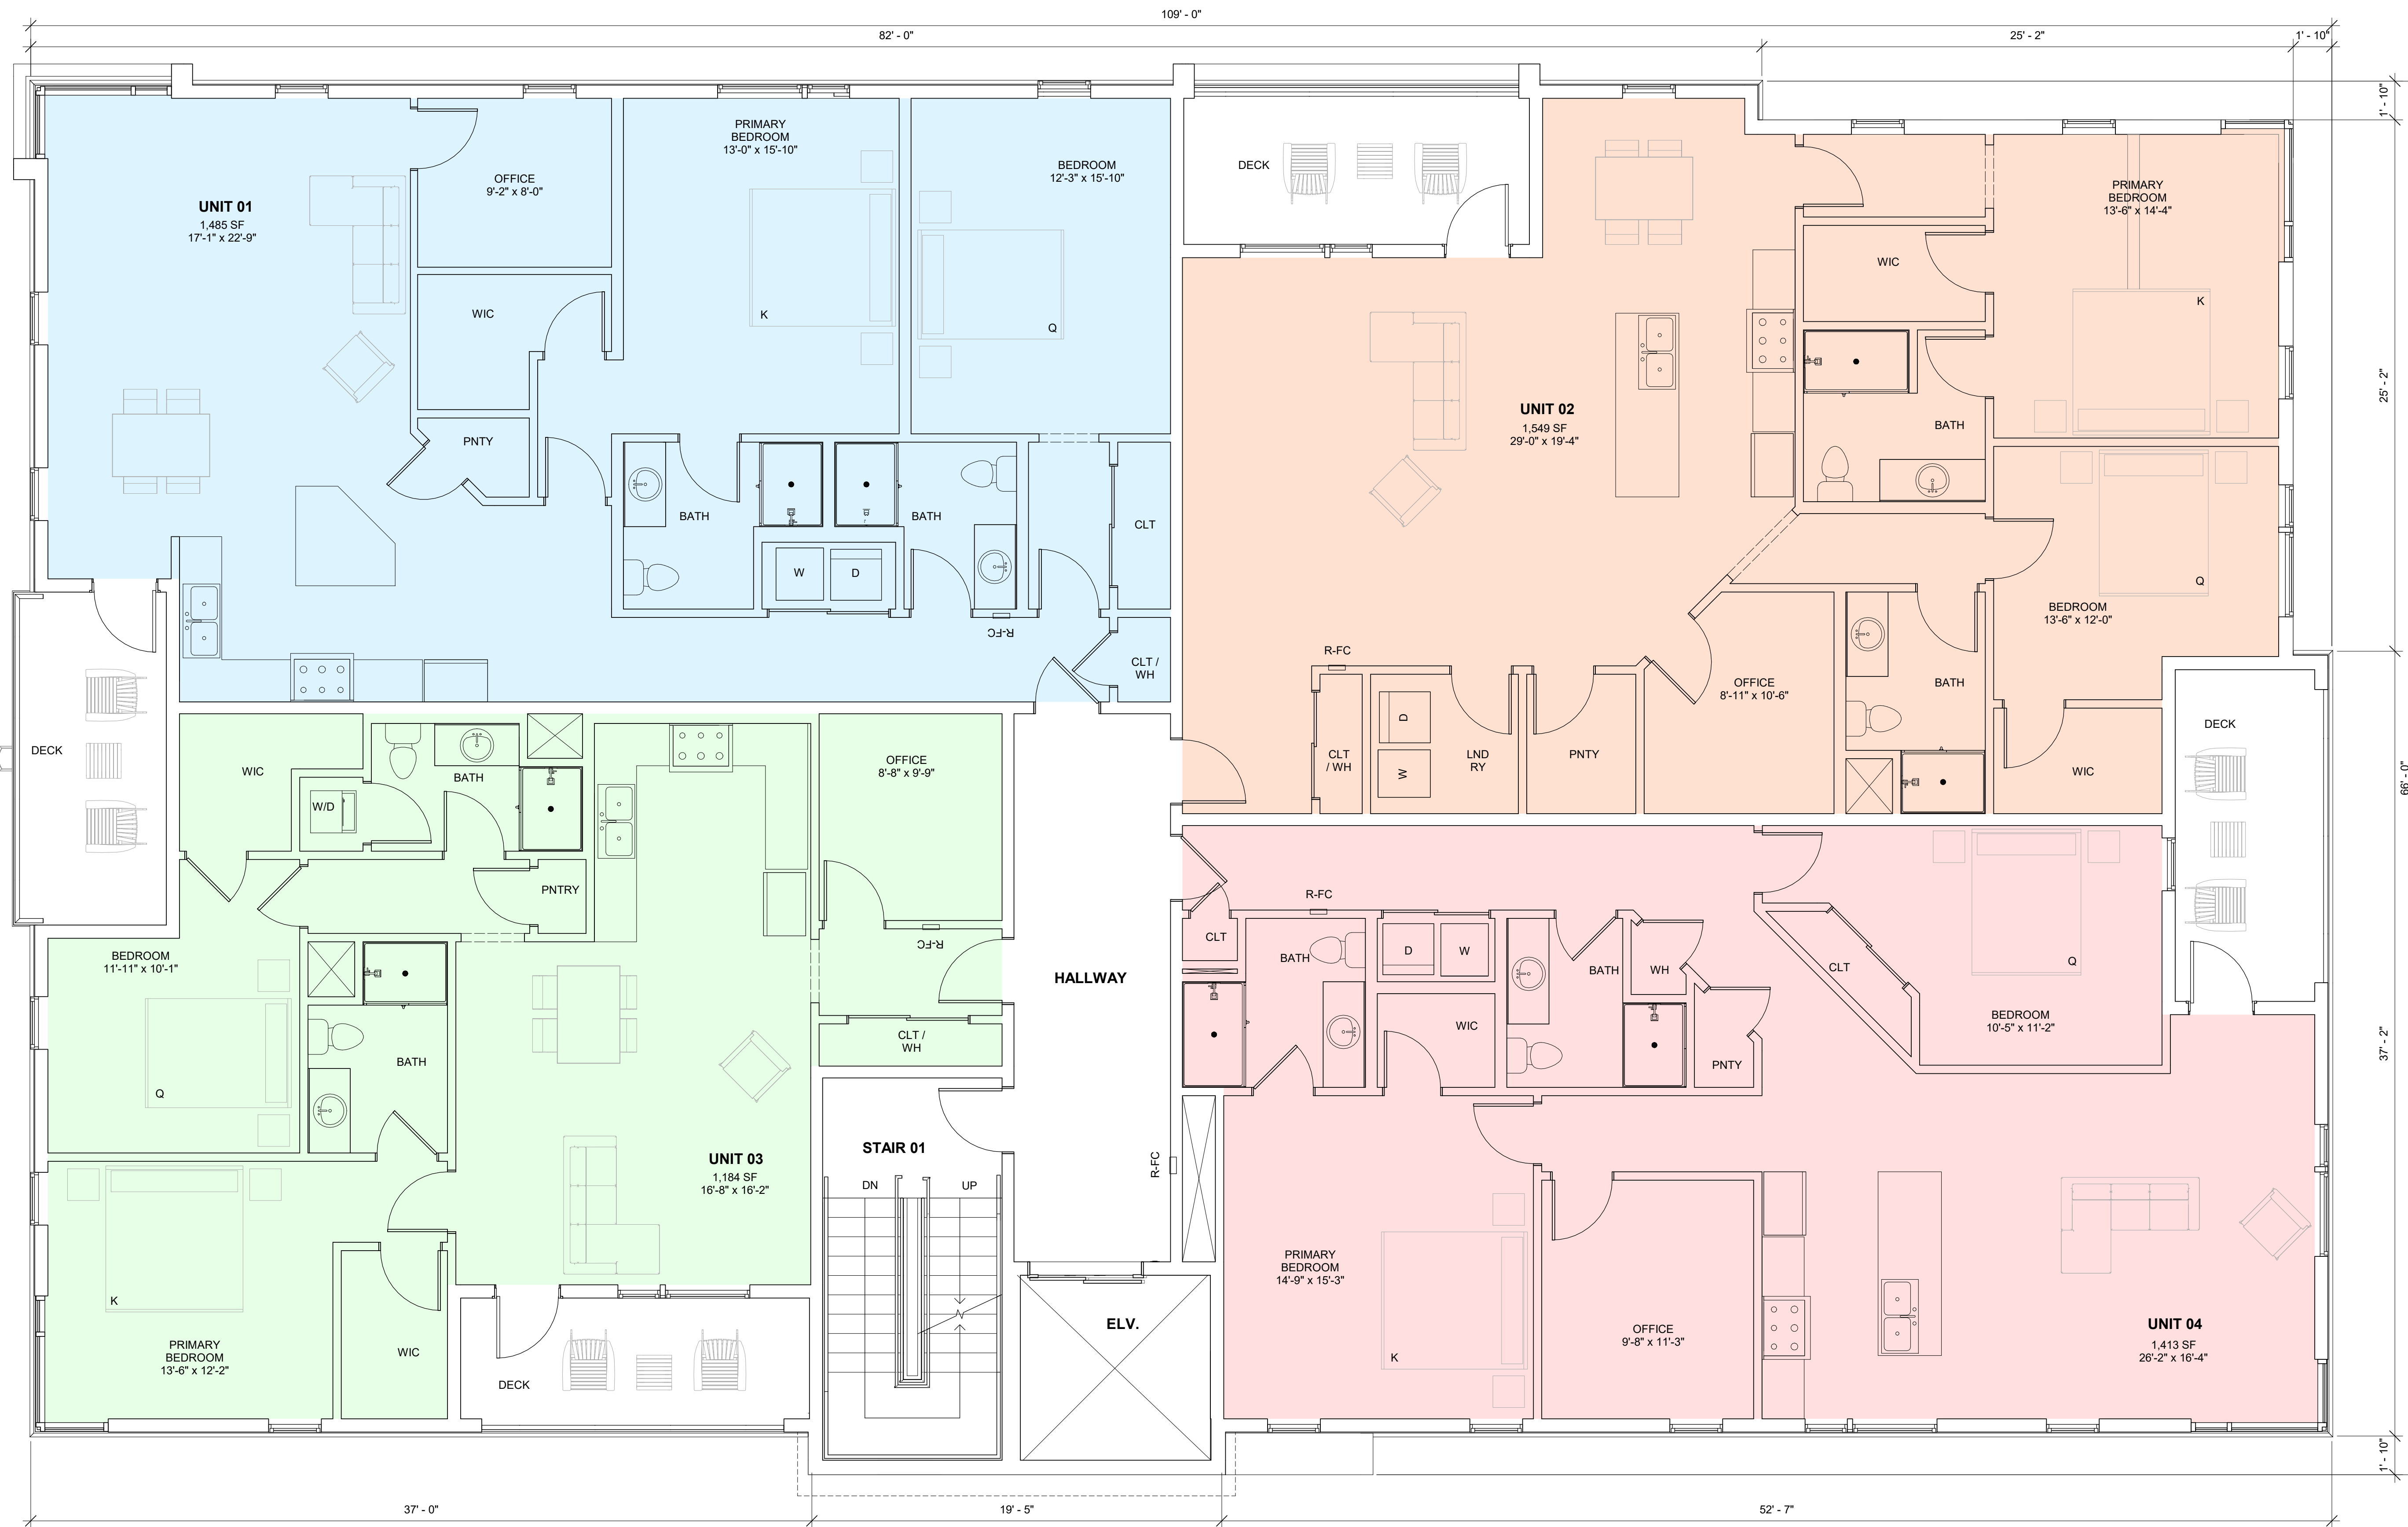 109' - 0"
82' - 0"
25' - 2"
1' - 10"
1' - 10"
25' - 2"
66' - 0"
37' - 2"
1' - 10"
UNIT 01
1,485 SF
17'-1" x 22'-9"
OFFICE
9'-2" x 8'-0"
PRIMARY
BEDROOM
13'-0" x 15'-10"
K
BEDROOM
12'-3" x 15'-10"
Q
WIC
PNTY
BATH
BATH
W
D
CLT
R-FC
CLT /
WH
DECK
DECK
UNIT 02
1,549 SF
29'-0" x 19'-4"
PRIMARY
BEDROOM
13'-6" x 14'-4"
K
WIC
BATH
BEDROOM
13'-6" x 12'-0"
Q
BATH
OFFICE
8'-11" x 10'-6"
R-FC
CLT
/ WH
D
W
LND
RY
PNTY
WIC
DECK
WIC
W/D
BATH
PNTRY
OFFICE
8'-8" x 9'-9"
R-FC
CLT /
WH
BEDROOM
11'-11" x 10'-1"
Q
BATH
UNIT 03
1,184 SF
16'-8" x 16'-2"
K
PRIMARY
BEDROOM
13'-6" x 12'-2"
WIC
DECK
HALLWAY
STAIR 01
DN
UP
R-FC
ELV.
R-FC
CLT
BATH
D
W
WIC
BATH
WH
PNTY
CLT
Q
BEDROOM
10'-5" x 11'-2"
PRIMARY
BEDROOM
14'-9" x 15'-3"
K
OFFICE
9'-8" x 11'-3"
UNIT 04
1,413 SF
26'-2" x 16'-4"
37' - 0"
19' - 5"
52' - 7"